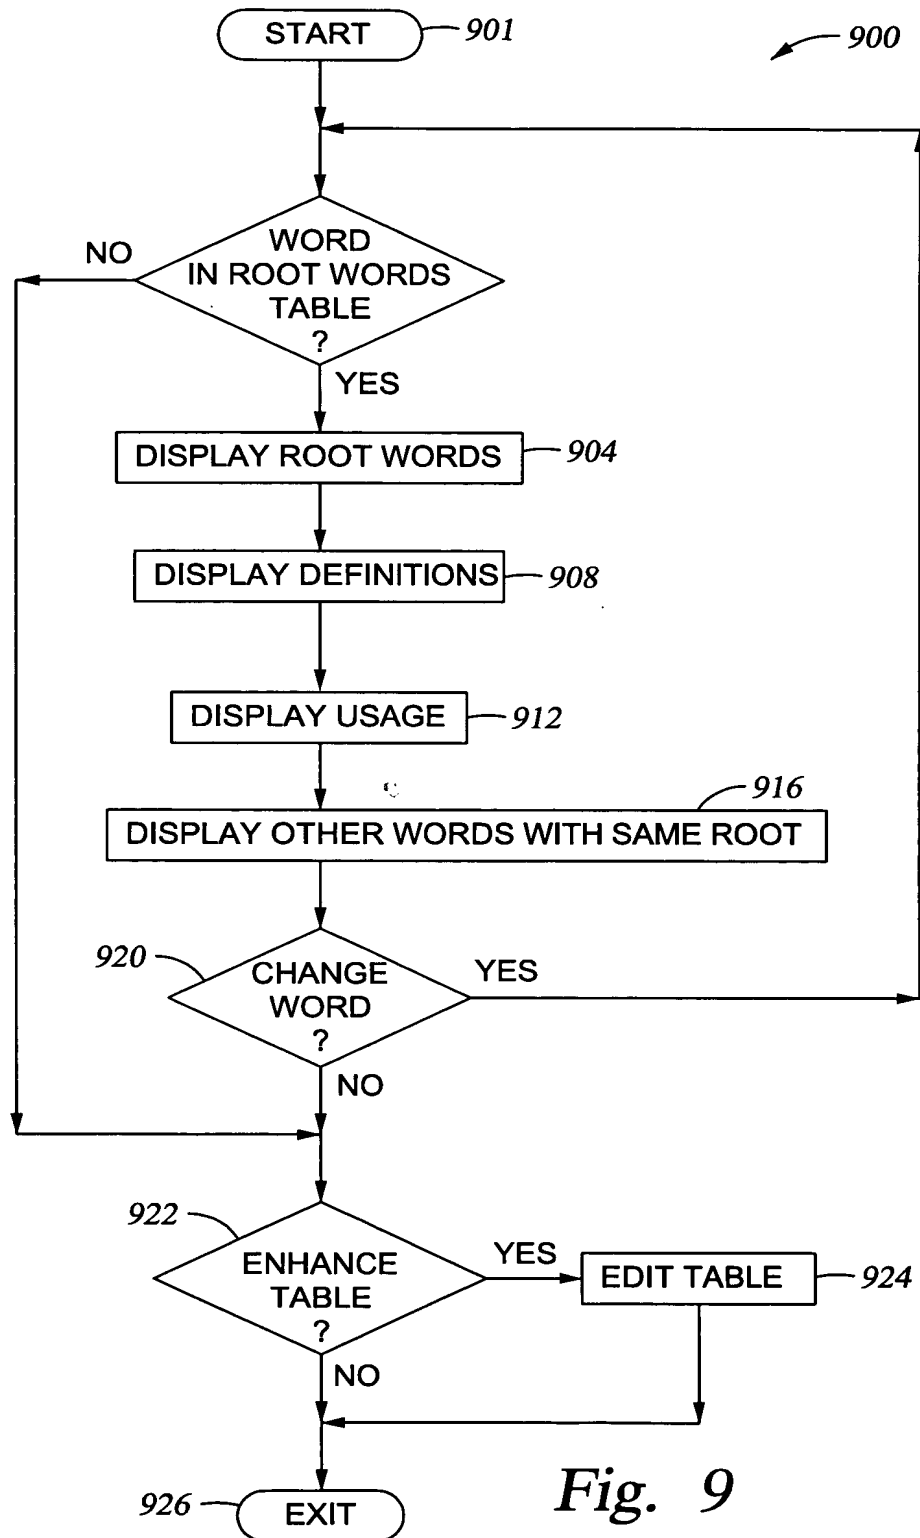 START
901
900
WORD
IN ROOT WORDS
TABLE
?
NO
YES
DISPLAY ROOT WORDS
904
DISPLAY DEFINITIONS
908
DISPLAY USAGE
912
916
DISPLAY OTHER WORDS WITH SAME ROOT
920
CHANGE
WORD
?
YES
NO
922
ENHANCE
TABLE
?
YES
EDIT TABLE
924
NO
926
EXIT
Fig. 9